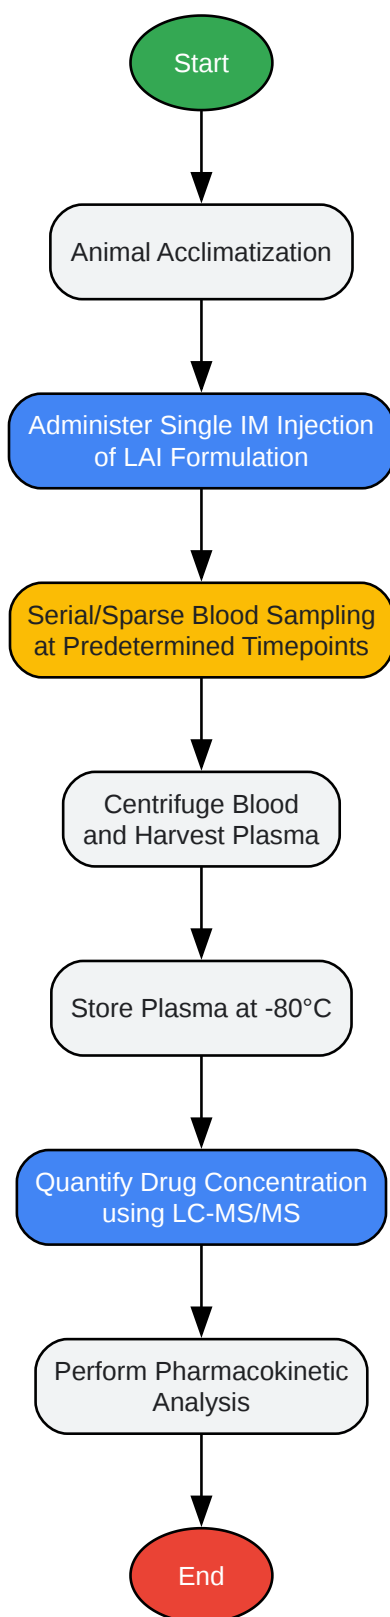 Start
Animal Acclimatization
Administer Single IM Injection
of LAI Formulation
Serial/Sparse Blood Sampling
at Predetermined Timepoints
Centrifuge Blood
and Harvest Plasma
Store Plasma at -80°C
Quantify Drug Concentration
using LC-MS/MS
Perform Pharmacokinetic
Analysis
End